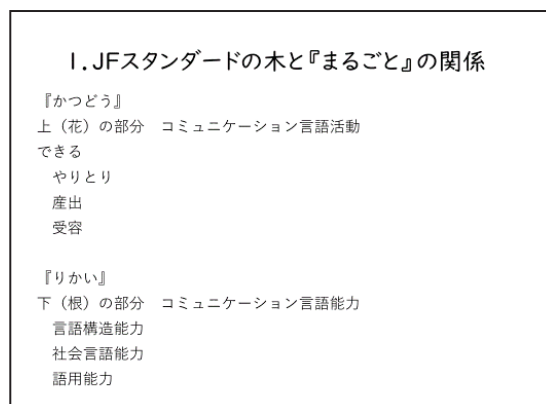 1.JFスタンダードの木と『まるごと』の関係
『かつどう』
上（花）の部分　コミュニケーション言語活動
できる
　やりとり
　産出
　受容
『りかい』
下（根）の部分　コミュニケーション言語能力
　言語構造能力
　社会言語能力
　語用能力